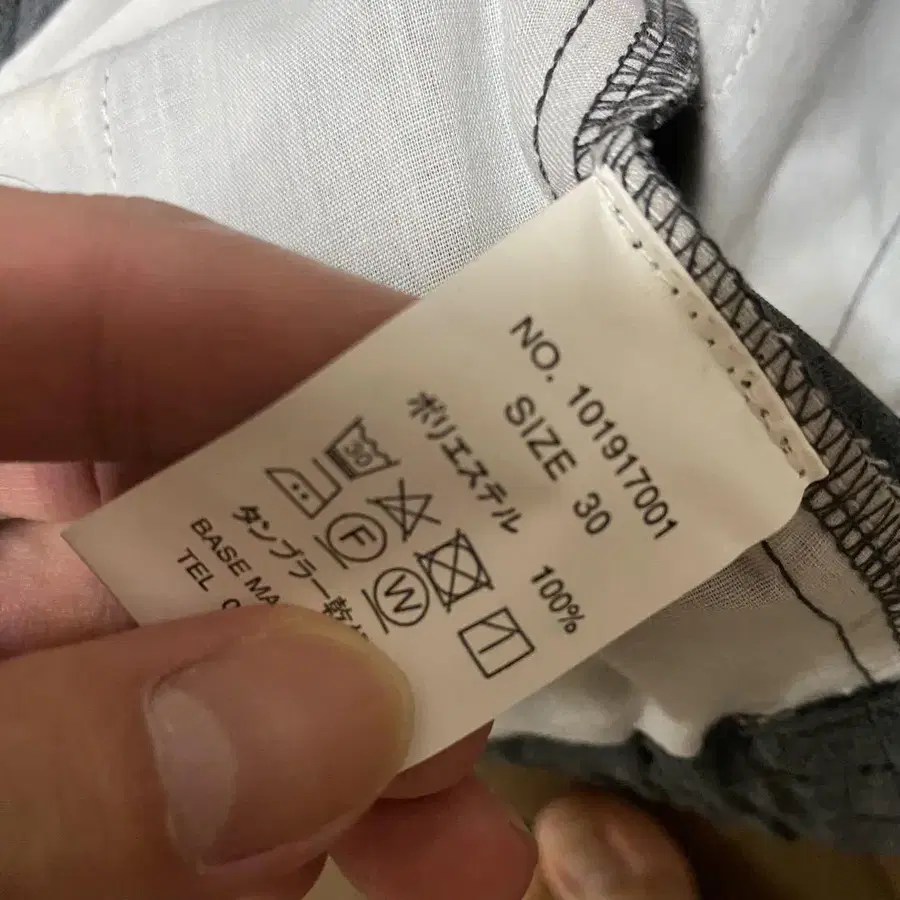 NO. 101917001
SIZE 30
ポリエステル 100%
30
F W
タンブラー乾
BASE MA
TEL